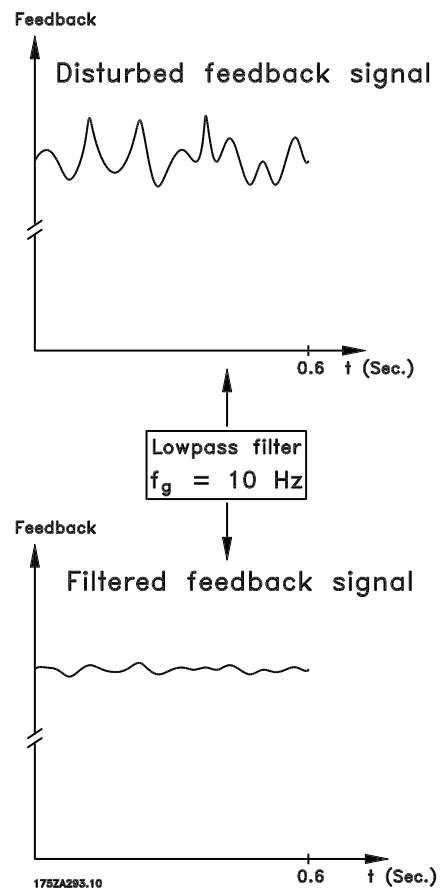 Feedback
Disturbed feedback signal
0.6 t (Sec.)
Lowpass filter
fg = 10 Hz
Feedback
Filtered feedback signal
0.6 t (Sec.)
175ZA293.10